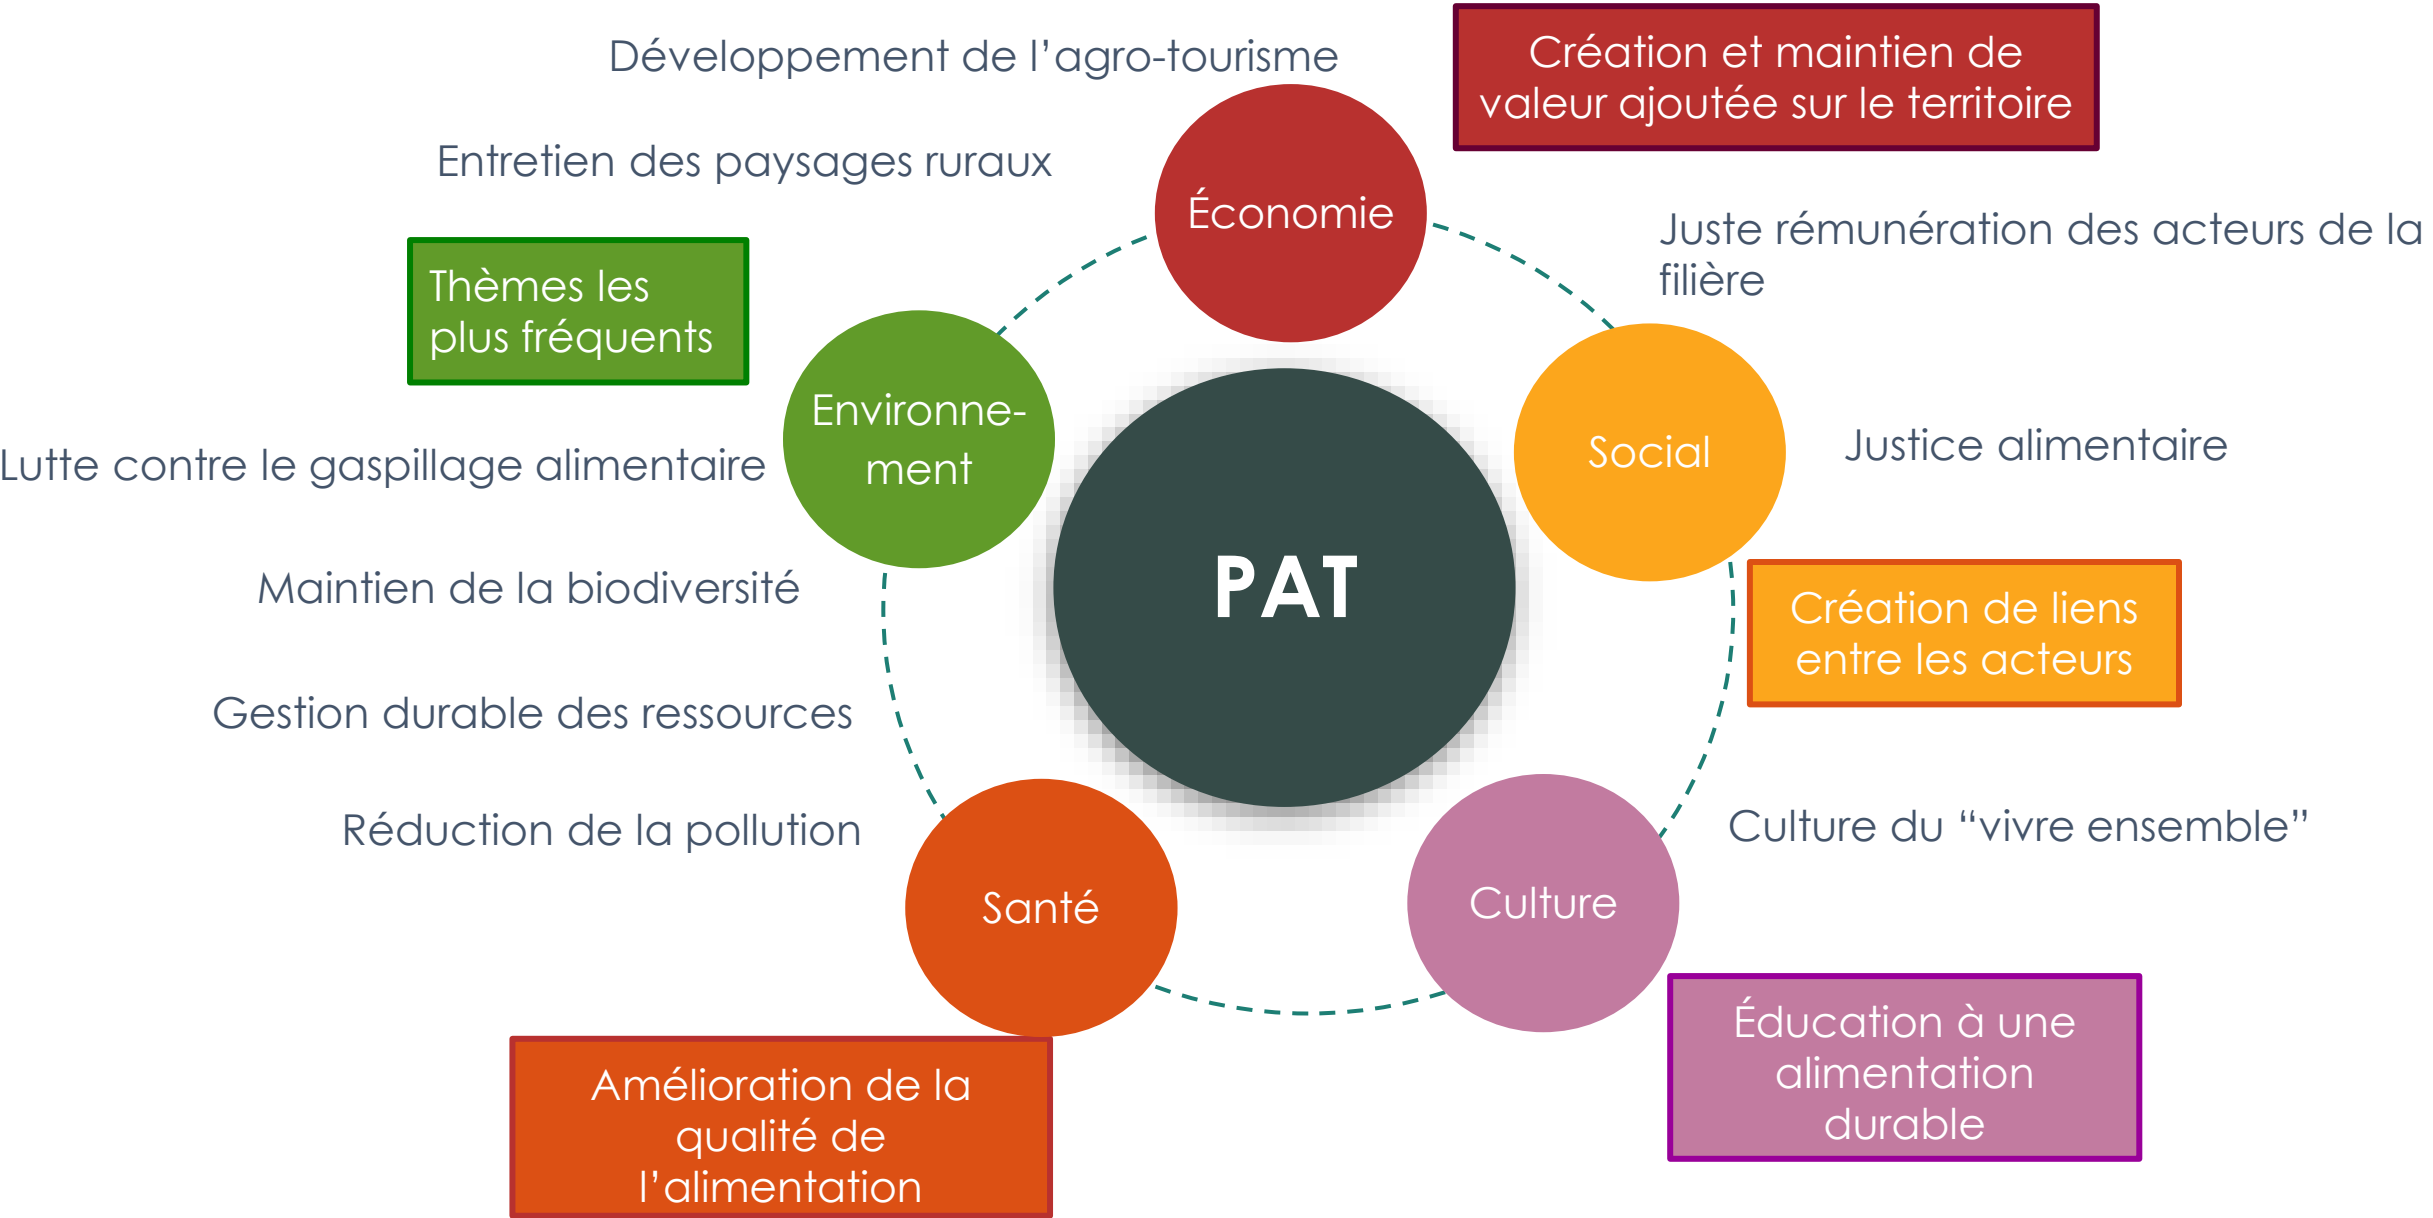 Développement de l’agro-tourisme
Création et maintien de
valeur ajoutée sur le territoire
Entretien des paysages ruraux
Économie
Juste rémunération des acteurs de la
filière
Thèmes les
plus fréquents
Environne-
ment
Social
Justice alimentaire
Lutte contre le gaspillage alimentaire
PAT
Maintien de la biodiversité
Création de liens
entre les acteurs
Gestion durable des ressources
Réduction de la pollution
Culture du “vivre ensemble”
Santé
Culture
Éducation à une
alimentation
durable
Amélioration de la
qualité de
l’alimentation